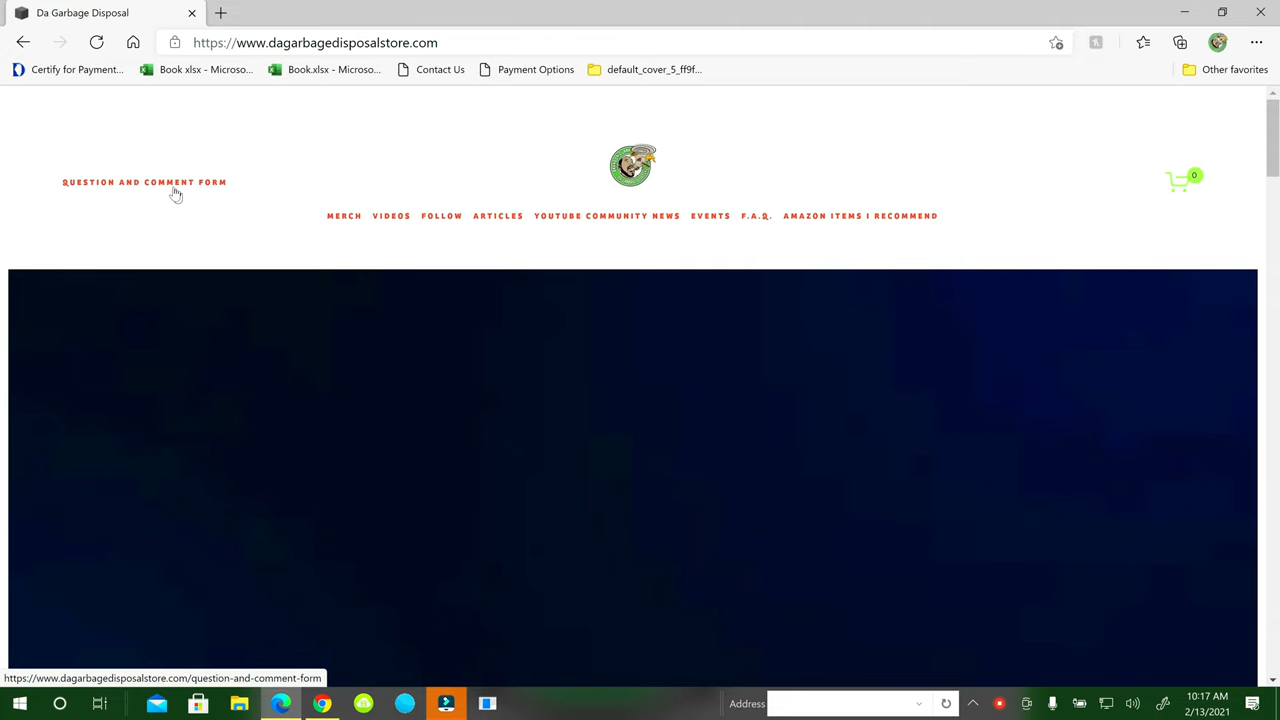 Da Garbage Disposal
https://www.dagarbagedisposalstore.com
Certify for Payment...
Book xlsx - Microso...
Book.xlsx - Microso...
Contact Us
Payment Options
default_cover_5_ff9f...
Other favorites
QUESTION AND COMMENT FORM
0
MERCH VIDEOS FOLLOW ARTICLES YOUTUBE COMMUNITY NEWS EVENTS F.A.Q. AMAZON ITEMS I RECOMMEND
https://www.dagarbagedisposalstore.com/question-and-comment-form
Address
10:17 AM
2/13/2021